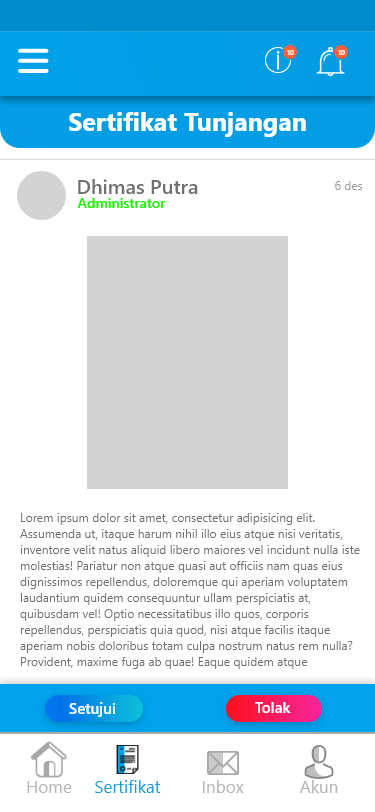 10
10
Sertifikat Tunjangan
Dhimas Putra
6 des
Administrator
Lorem ipsum dolor sit amet, consectetur adipisicing elit.
Assumenda ut, itaque harum nihil illo eius atque nisi veritatis,
inventore velit natus aliquid libero maiores vel incidunt nulla iste
molestias! Pariatur non atque quasi aut officiis nam quas eius
dignissimos repellendus, doloremque qui aperiam voluptatem
laudantium quidem consequuntur ullam perspiciatis at,
quibusdam vel! Optio necessitatibus illo quos, corporis
repellendus, perspiciatis quia quod, nisi atque facilis itaque
aperiam nobis doloribus totam culpa nostrum natus rem nulla?
Provident, maxime fuga ab quae! Eaque quidem atque
Setujui
Tolak
Home
Sertifikat
Inbox
Akun